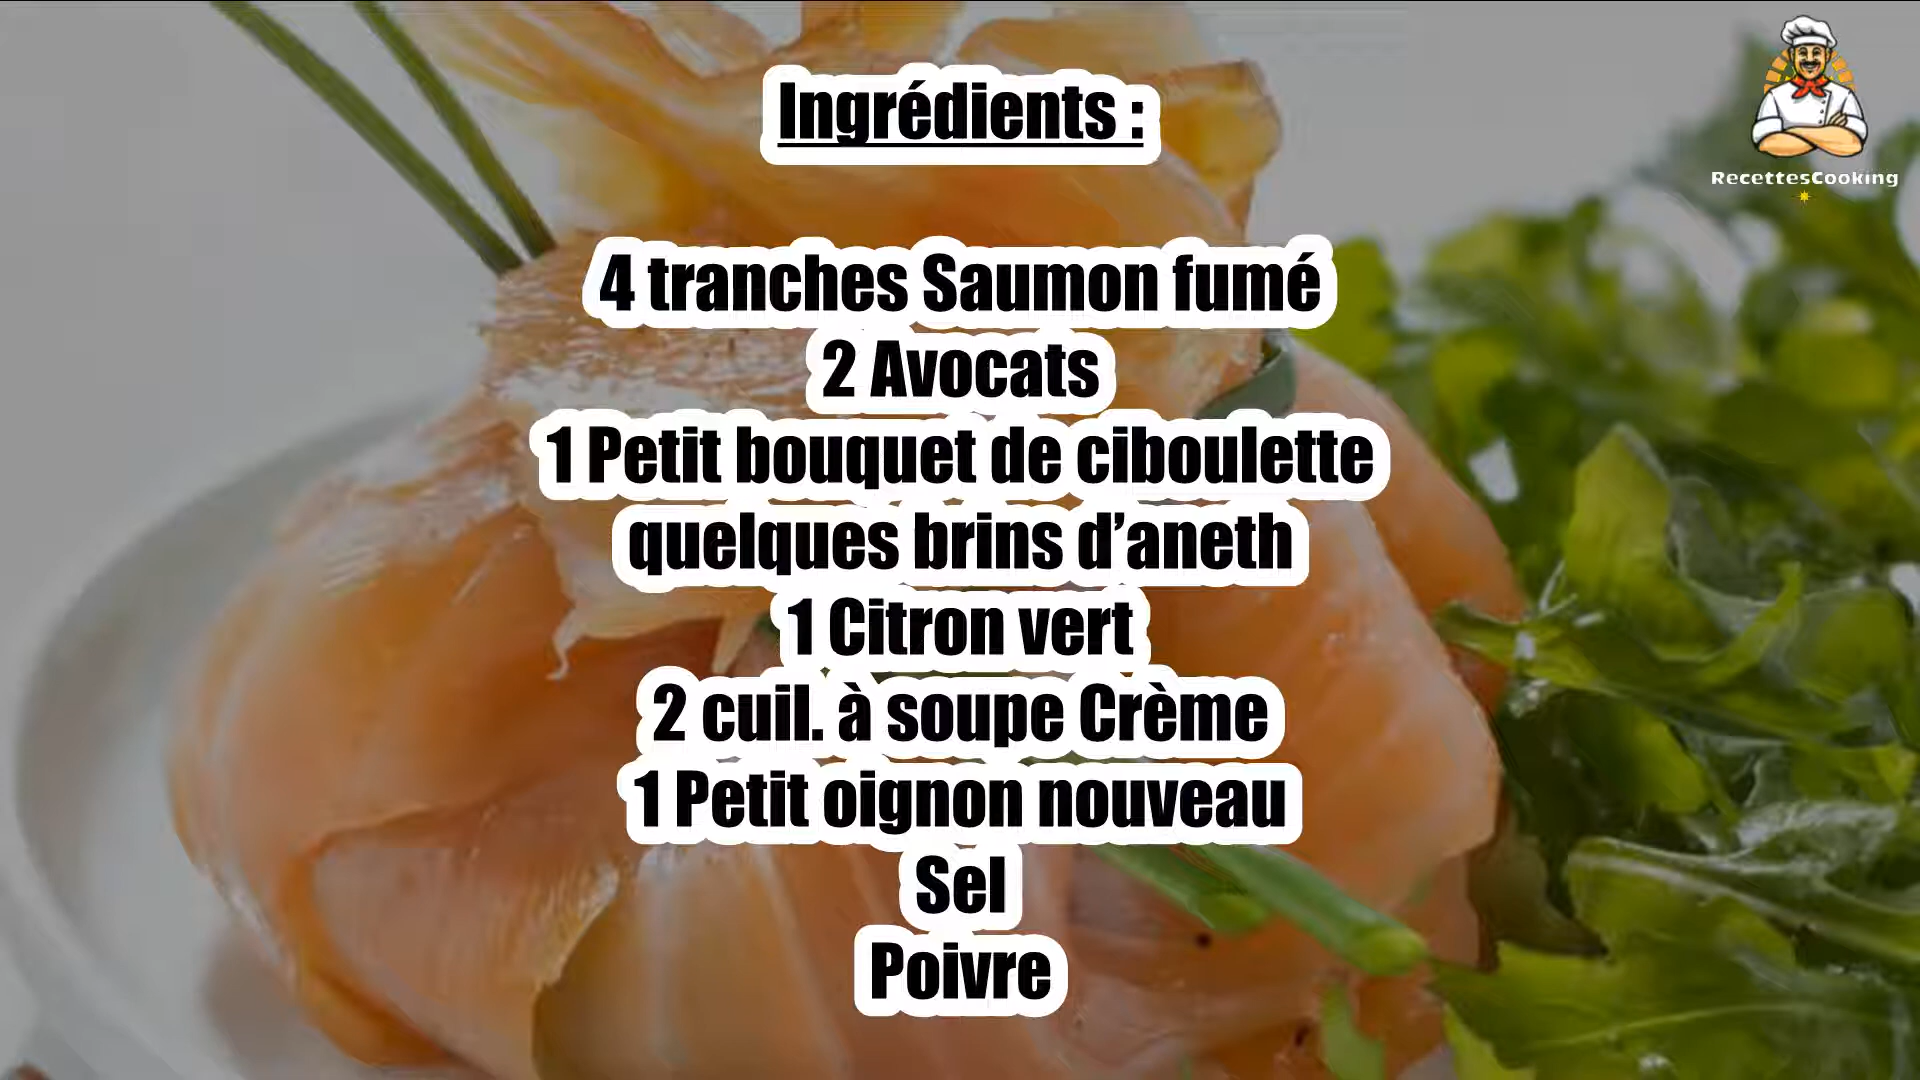 Ingrédients :
RecettesCooking
4 tranches Saumon fumé
2 Avocats
1 Petit bouquet de ciboulette
quelques brins d’aneth
1 Citron vert
2 cuil. à soupe Crème
1 Petit oignon nouveau
Sel
Poivre